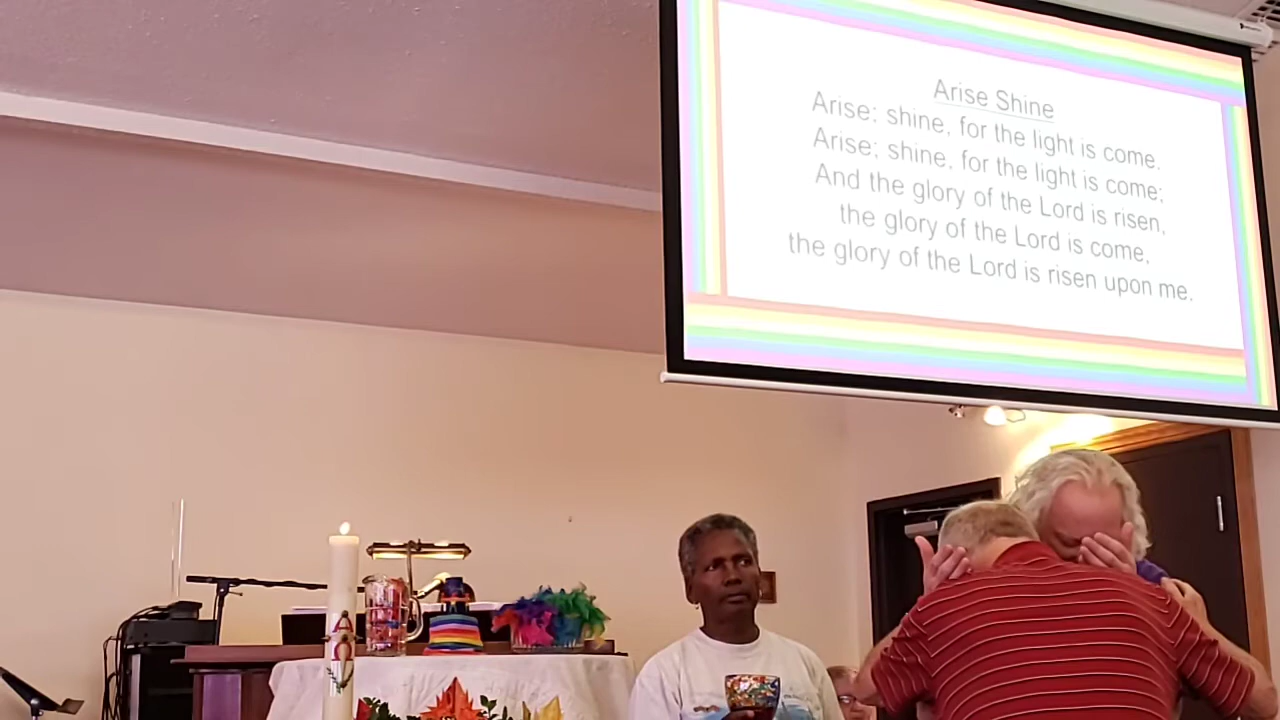 Arise Shine
Arise; shine, for the light is come.
Arise; shine, for the light is come;
And the glory of the Lord is risen,
the glory of the Lord is come,
the glory of the Lord is risen upon me.